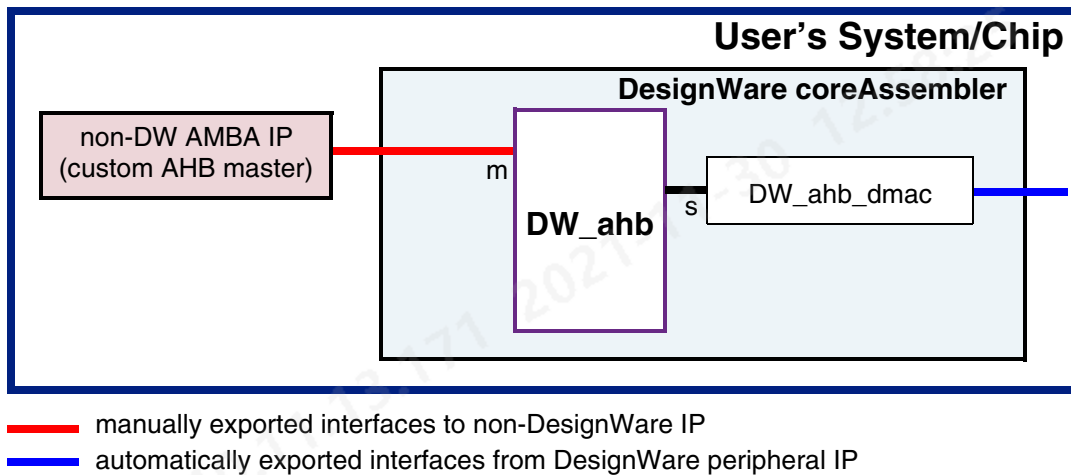 User's System/Chip
DesignWare coreAssembler
non-DW AMBA IP
(custom AHB master)
m
DW_ahb
s
DW_ahb_dmac
manually exported interfaces to non-DesignWare IP
automatically exported interfaces from DesignWare peripheral IP